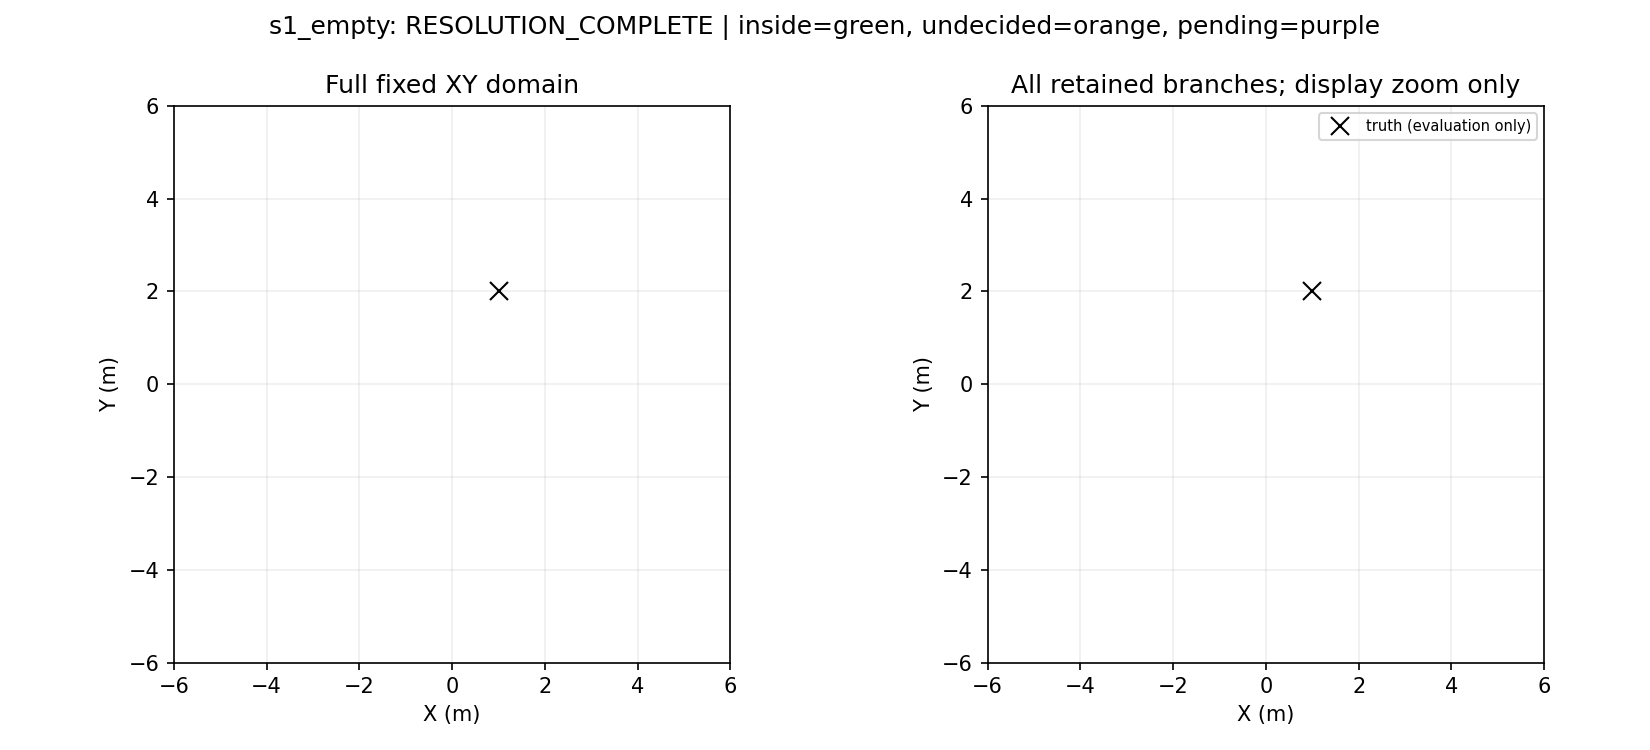 s1_empty: RESOLUTION_COMPLETE | inside=green, undecided=orange, pending=purple
Full fixed XY domain
6
4
2
0
−2
−4
−6
−6 −4 −2 0 2 4 6
Y (m)
X (m)
All retained branches; display zoom only
truth (evaluation only)
6
4
2
0
−2
−4
−6
−6 −4 −2 0 2 4 6
Y (m)
X (m)